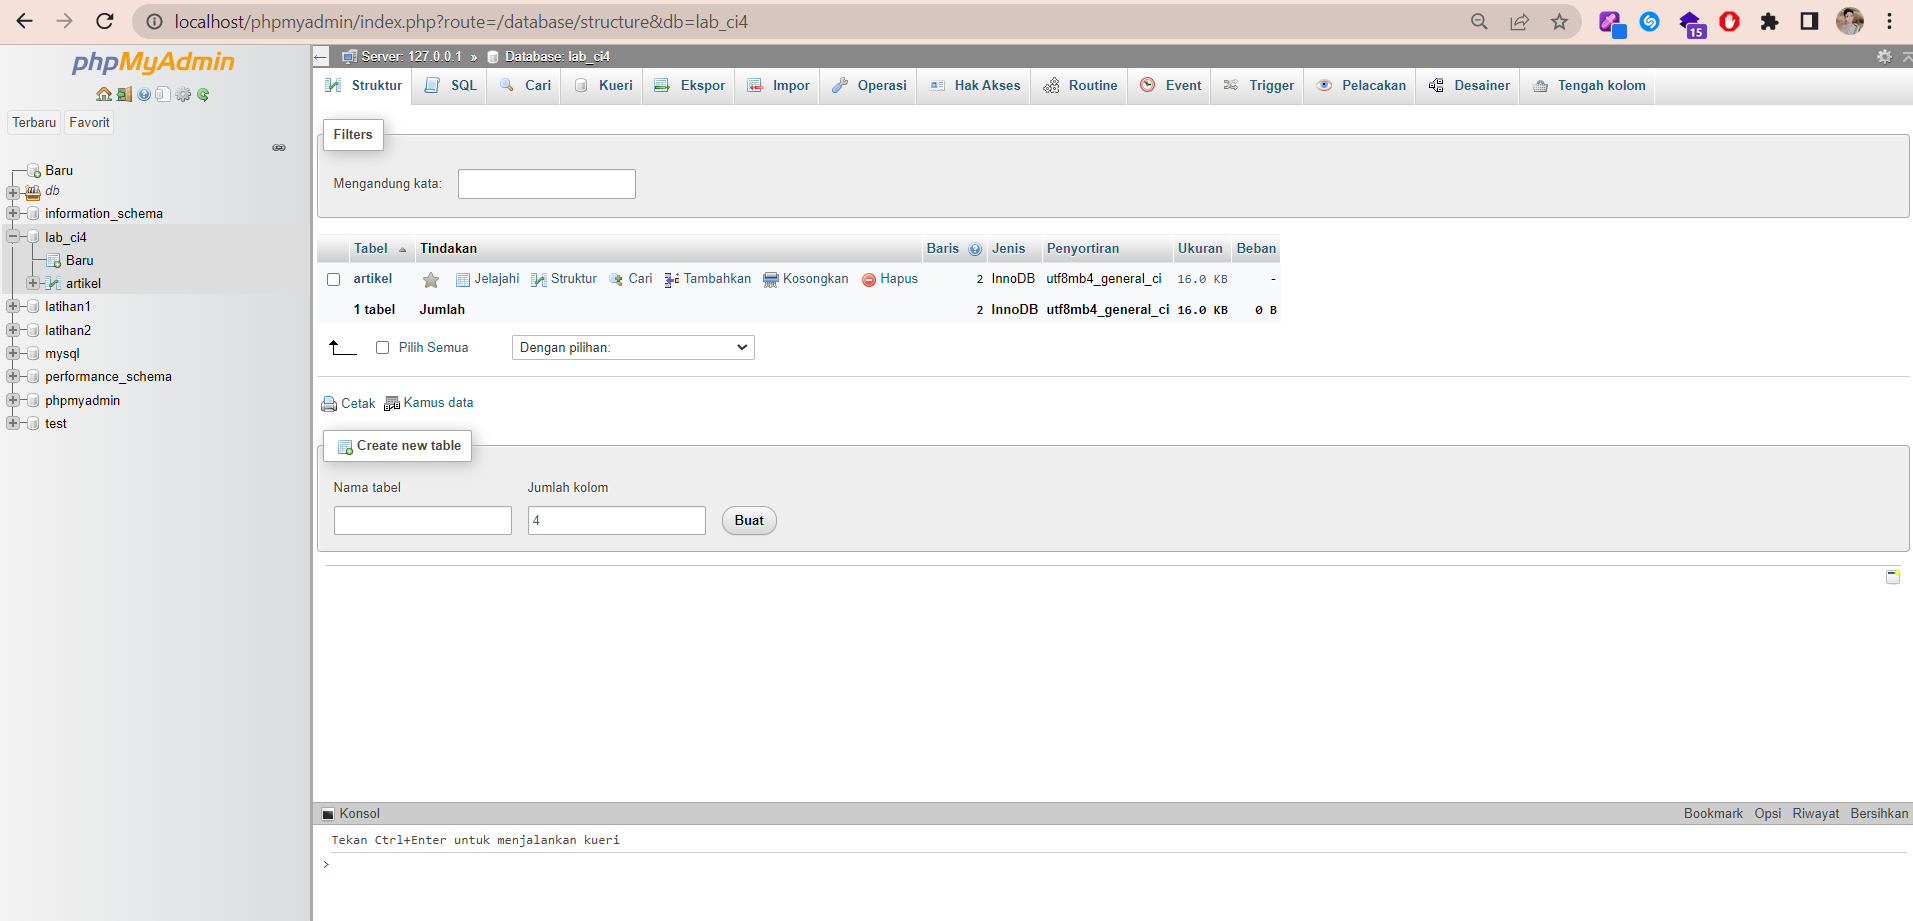 localhost/phpmyadmin/index.php?route=/database/structure&db=lab_ci4
15
phpMyAdmin
Terbaru
Favorit
Baru
db
information_schema
lab_ci4
Baru
artikel
latihan1
latihan2
mysql
performance_schema
phpmyadmin
test
Server: 127.0.0.1 » Database: lab_ci4
Struktur SQL Cari Kueri Ekspor Impor Operasi Hak Akses Routine Event Trigger Pelacakan Desainer Tengah kolom
Filters
Mengandung kata:
Tabel Tindakan Baris Jenis Penyortiran Ukuran Beban
artikel Jelajahi Struktur Cari Tambahkan Kosongkan Hapus 2 InnoDB utf8mb4_general_ci 16.0 KB -
1 tabel Jumlah 2 InnoDB utf8mb4_general_ci 16.0 KB 0 B
Pilih Semua Dengan pilihan:
Cetak Kamus data
Create new table
Nama tabel Jumlah kolom
4 Buat
Konsol Bookmark Opsi Riwayat Bersihkan
Tekan Ctrl+Enter untuk menjalankan kueri
>